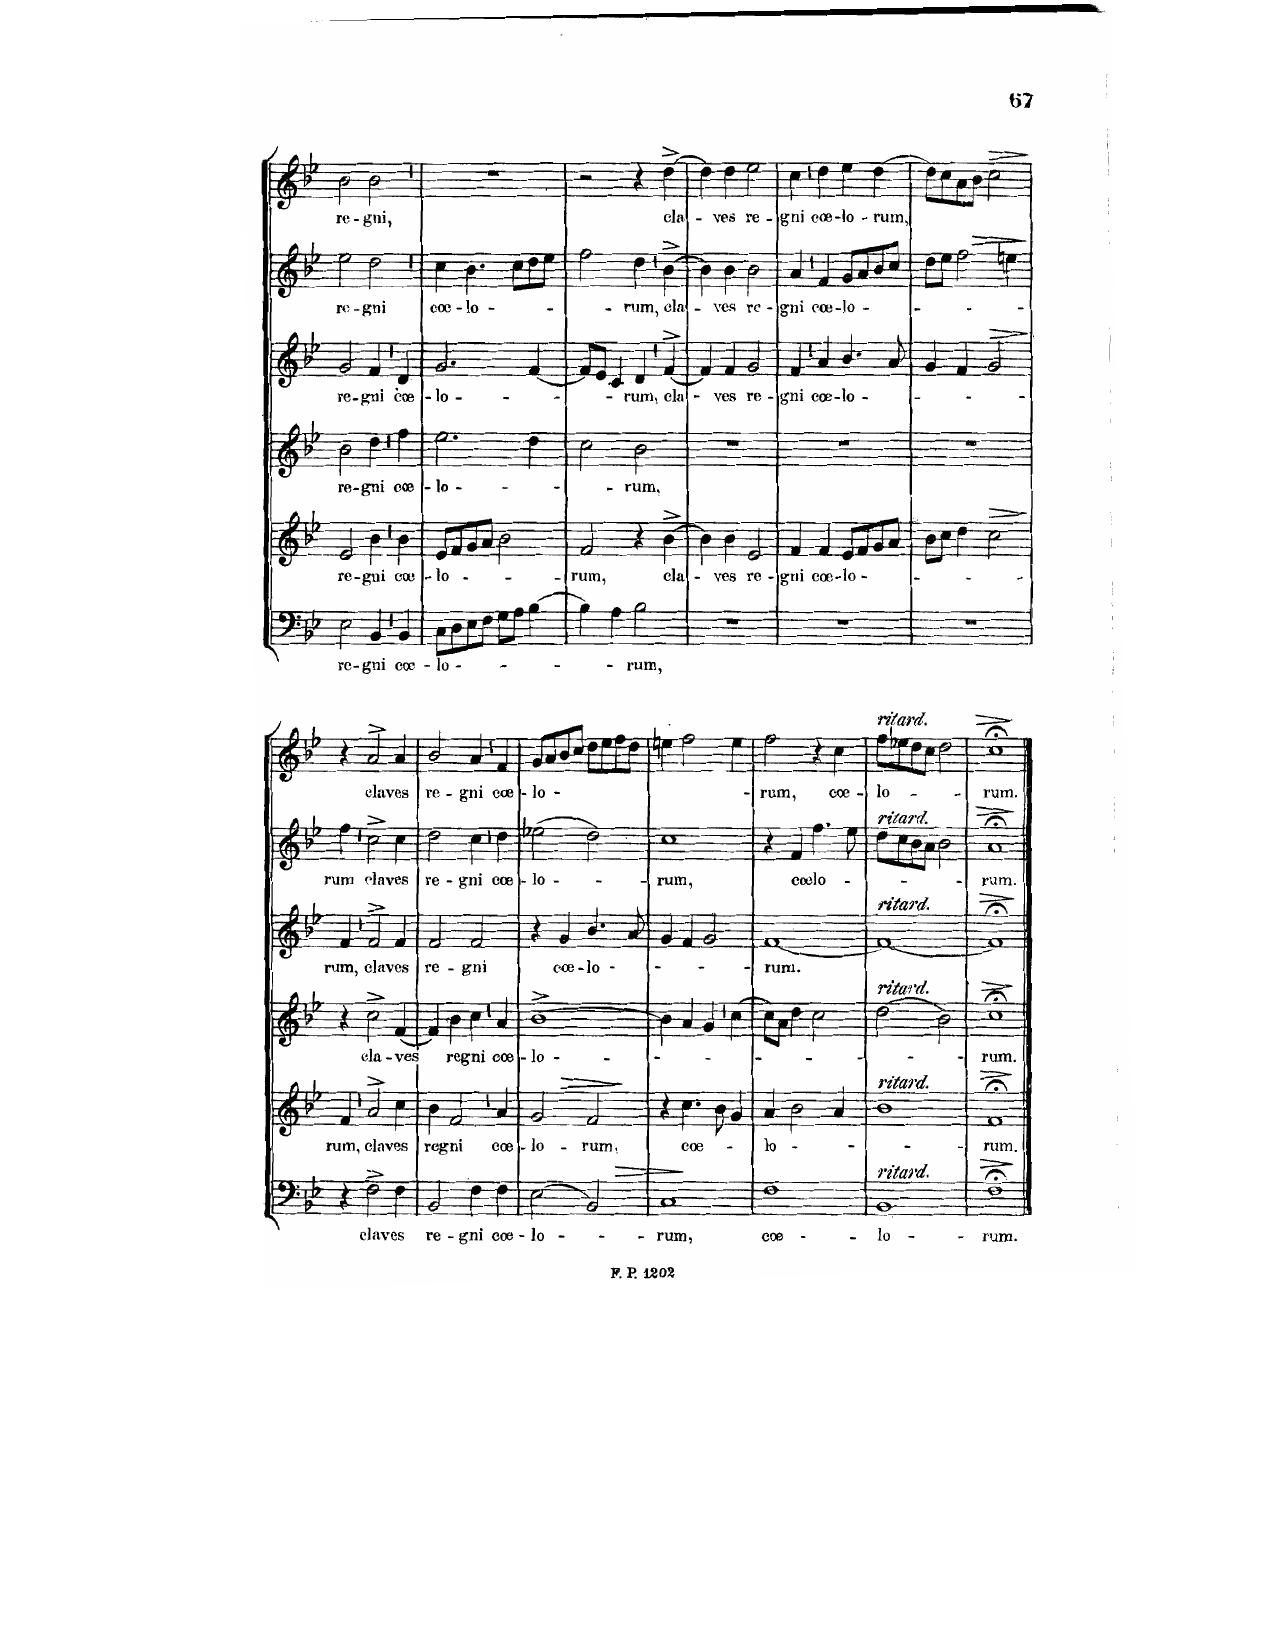 67
re - gni, cla - ves re - gni cœ - lo - rum,
re - gni cœ - lo - - - rum, cla - ves re - gni cœ - lo - - - -
re - gni cœ - lo - - - - rum, cla - ves re - gni cœ - lo - - - -
re - gni cœ - lo - - - rum,
re - gni cœ - lo - - - rum, cla - ves re - gni cœ - lo - - - -
re - gni cœ - lo - - - rum,
ritard.
claves re - gni cœ - lo - - rum, cœ - lo - - rum.
ritard.
rum claves re - gni cœ - lo - - rum, cœlo - - - rum.
ritard.
rum, claves re - gni cœ - lo - - - - rum.
ritard.
cla - ves regni cœ - lo - - - - - - - - rum.
ritard.
rum, claves regni cœ - lo - rum, cœ - lo - - - rum.
ritard.
claves re - gni cœ - lo - - - rum, cœ - - lo - - rum.
F. P. 1202